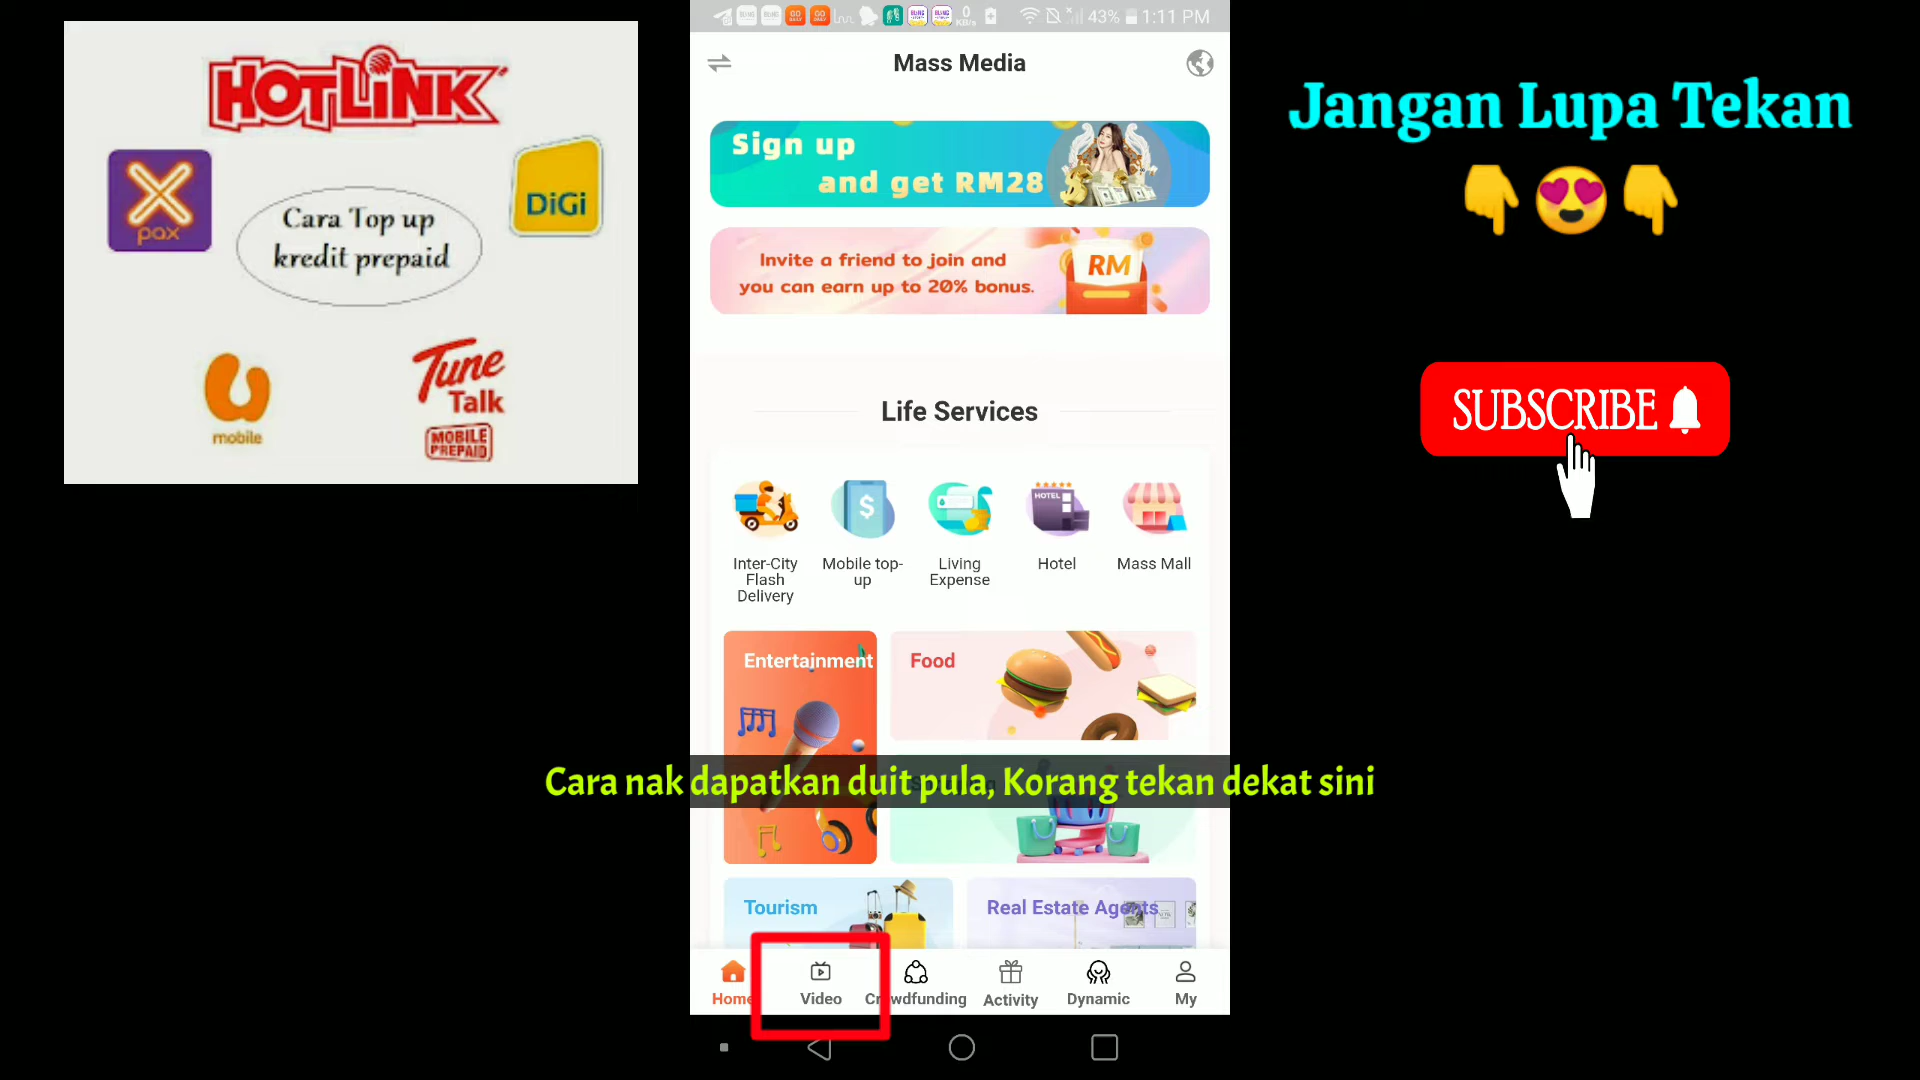 HOTLINK
pax
DiGi
Cara Top up
kredit prepaid
mobile
Tune
Talk
MOBILE
PREPAID
43%
1:11 PM
Mass Media
Sign up
and get RM28
Invite a friend to join and
you can earn up to 20% bonus.
RM
Life Services
HOTEL
Inter-City
Flash
Delivery
Mobile top-
up
Living
Expense
Hotel
Mass Mall
Entertainment
Food
Cara nak dapatkan duit pula, Korang tekan dekat sini
Tourism
Real Estate Agents
Home
Video
Crowdfunding
Activity
Dynamic
My
Jangan Lupa Tekan
SUBSCRIBE